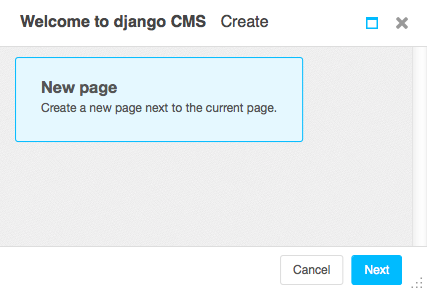 Welcome to django CMS Create
New page
Create a new page next to the current page.
Cancel Next